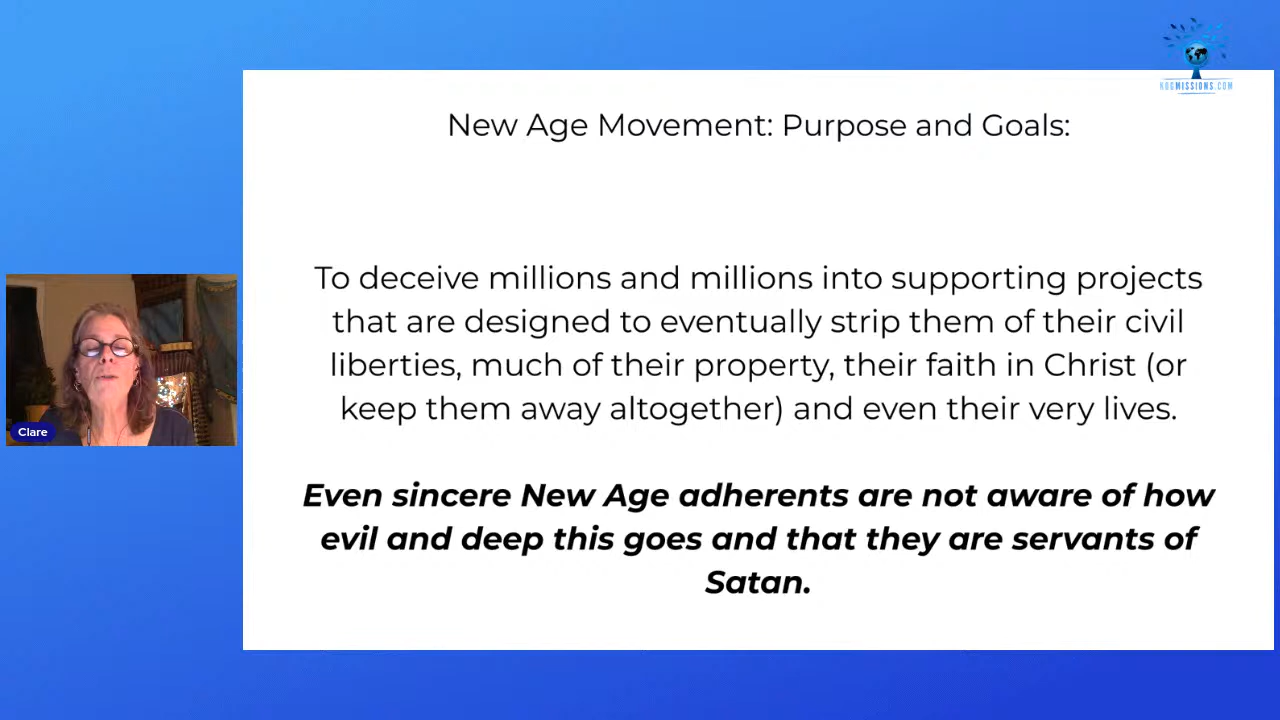 KOGMISSIONS.COM
New Age Movement: Purpose and Goals:
To deceive millions and millions into supporting projects
that are designed to eventually strip them of their civil
liberties, much of their property, their faith in Christ (or
keep them away altogether) and even their very lives.
Even sincere New Age adherents are not aware of how
evil and deep this goes and that they are servants of
Satan.
Clare